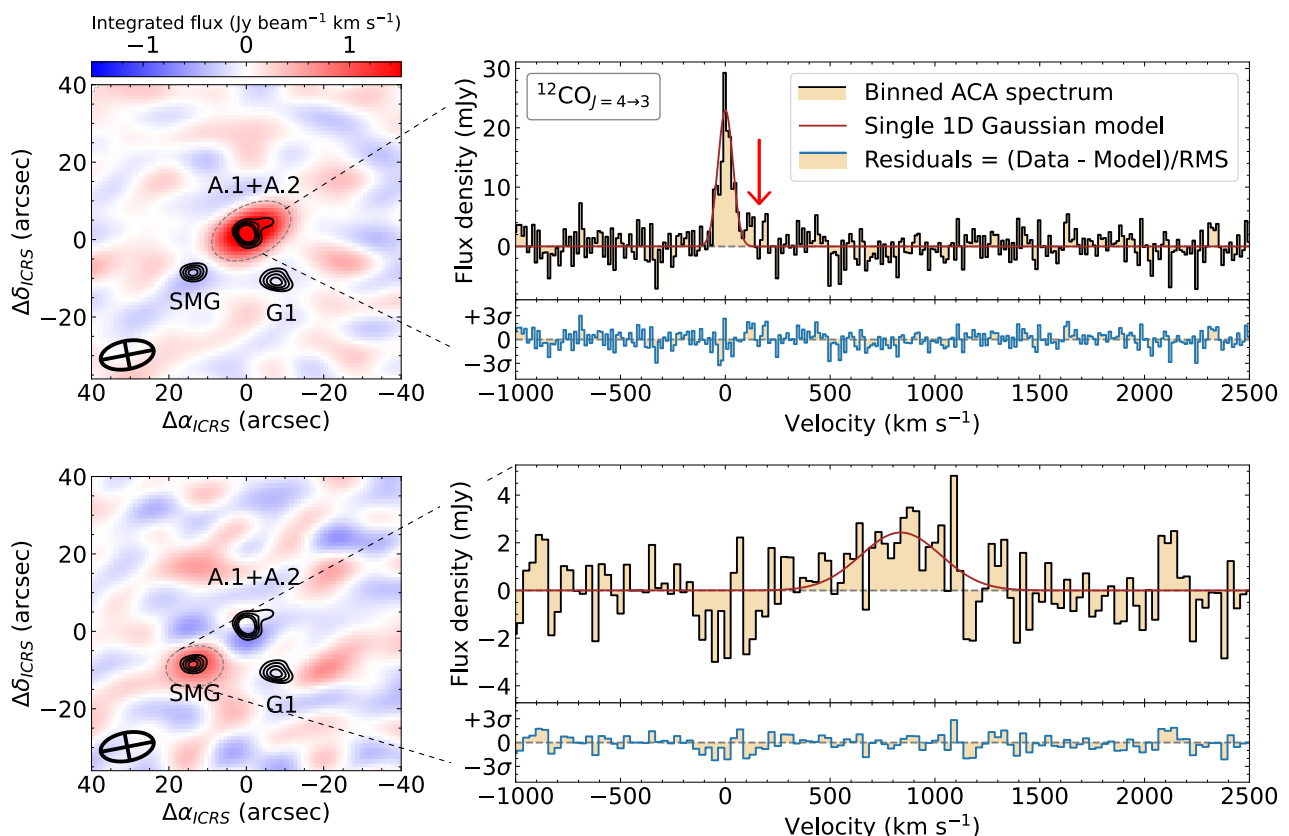 Integrated flux (Jy beam⁻¹ km s⁻¹)
−1 0 1
40
20
0
−20
Δδ_ICRS (arcsec)
A.1+A.2
SMG
G1
40 20 0 −20 −40
Δα_ICRS (arcsec)
30
20
10
0
Flux density (mJy)
¹²CO_J=4→3
Binned ACA spectrum
Single 1D Gaussian model
Residuals = (Data - Model)/RMS
+3σ
0
−3σ
−1000 −500 0 500 1000 1500 2000 2500
Velocity (km s⁻¹)
40
20
0
−20
Δδ_ICRS (arcsec)
A.1+A.2
SMG
G1
40 20 0 −20 −40
Δα_ICRS (arcsec)
4
2
0
−2
−4
Flux density (mJy)
+3σ
0
−3σ
−1000 −500 0 500 1000 1500 2000 2500
Velocity (km s⁻¹)